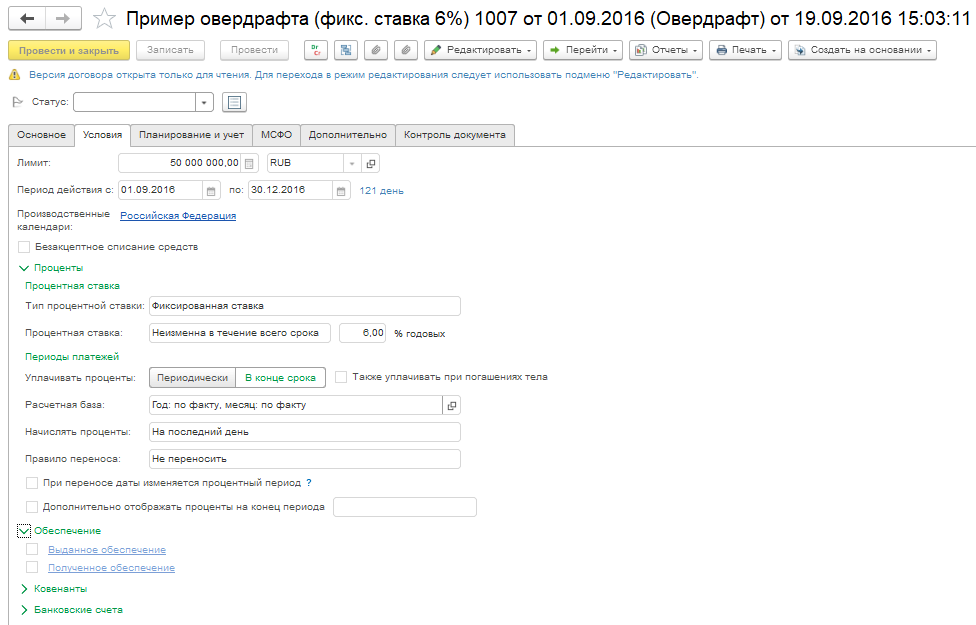 Пример овердрафта (фикс. ставка 6%) 1007 от 01.09.2016 (Овердрафт) от 19.09.2016 15:03:11
Провести и закрыть Записать Провести Dr Cr Редактировать Перейти Отчеты Печать Создать на основании
Версия договора открыта только для чтения. Для перехода в режим редактирования следует использовать подменю "Редактировать".
Статус:
Основное Условия Планирование и учет МСФО Дополнительно Контроль документа
Лимит: 50 000 000,00 RUB
Период действия с: 01.09.2016 по: 30.12.2016 121 день
Производственные Российская Федерация
календари:
Безакцептное списание средств
Проценты
Процентная ставка
Тип процентной ставки: Фиксированная ставка
Процентная ставка: Неизменна в течение всего срока 6,00 % годовых
Периоды платежей
Уплачивать проценты: Периодически В конце срока Также уплачивать при погашениях тела
Расчетная база: Год: по факту, месяц: по факту
Начислять проценты: На последний день
Правило переноса: Не переносить
При переносе даты изменяется процентный период ?
Дополнительно отображать проценты на конец периода
Обеспечение
Выданное обеспечение
Полученное обеспечение
Ковенанты
Банковские счета